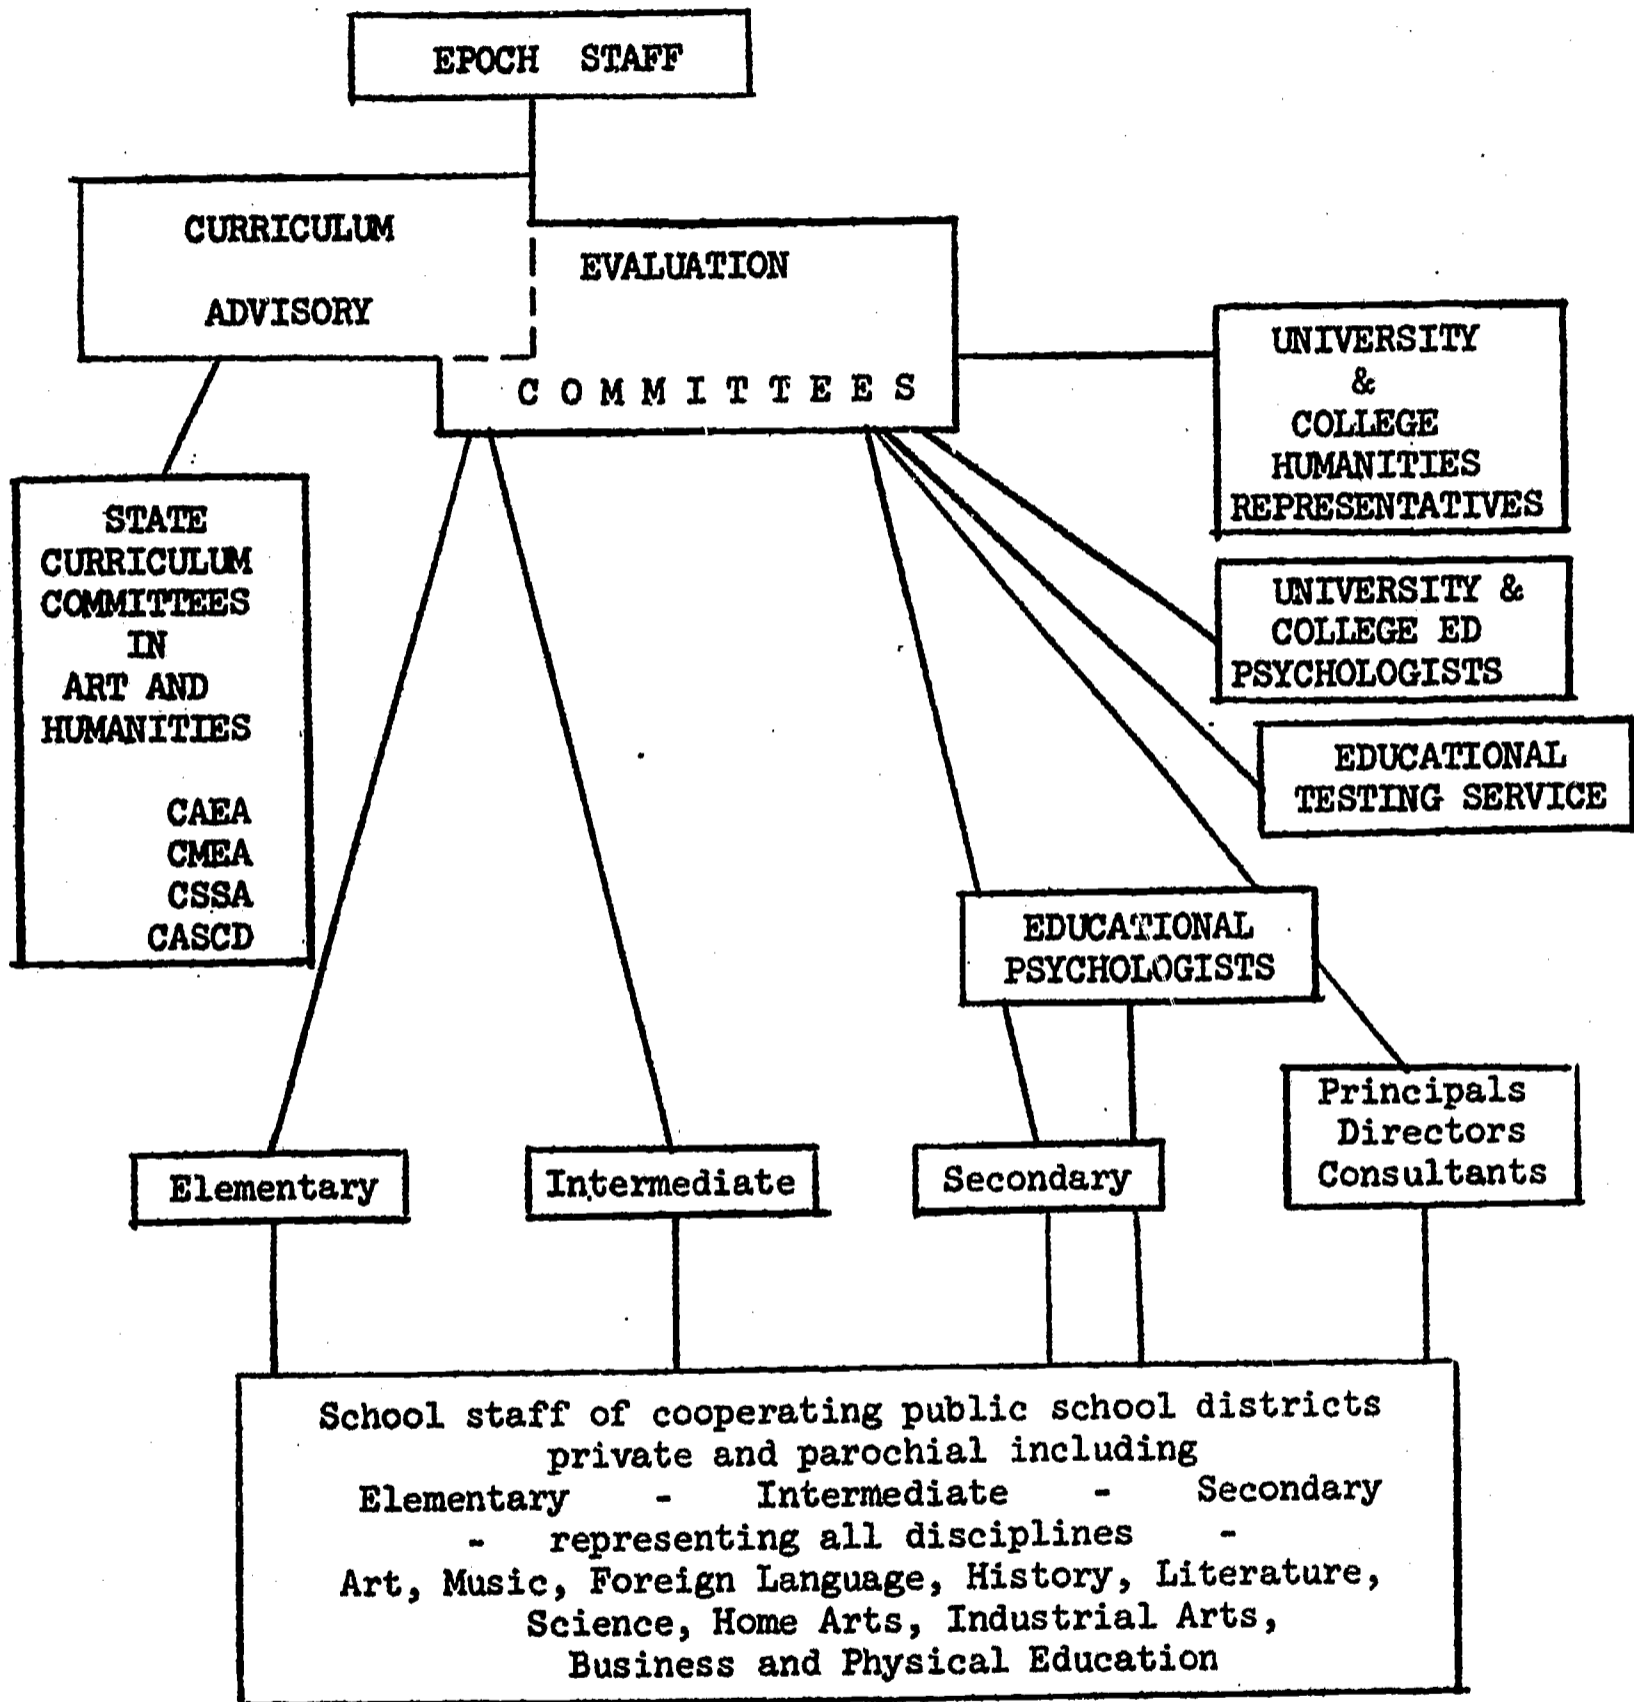 EPOCH STAFF
CURRICULUM
ADVISORY
EVALUATION
C O M M I T T E E S
UNIVERSITY
&
COLLEGE
HUMANITIES
REPRESENTATIVES
STATE
CURRICULUM
COMMITTEES
IN
ART AND
HUMANITIES
CAEA
CMEA
CSSA
CASCD
UNIVERSITY &
COLLEGE ED
PSYCHOLOGISTS
EDUCATIONAL
TESTING SERVICE
EDUCATIONAL
PSYCHOLOGISTS
Principals
Directors
Consultants
Elementary
Intermediate
Secondary
School staff of cooperating public school districts
private and parochial including
Elementary - Intermediate - Secondary
- representing all disciplines -
Art, Music, Foreign Language, History, Literature,
Science, Home Arts, Industrial Arts,
Business and Physical Education